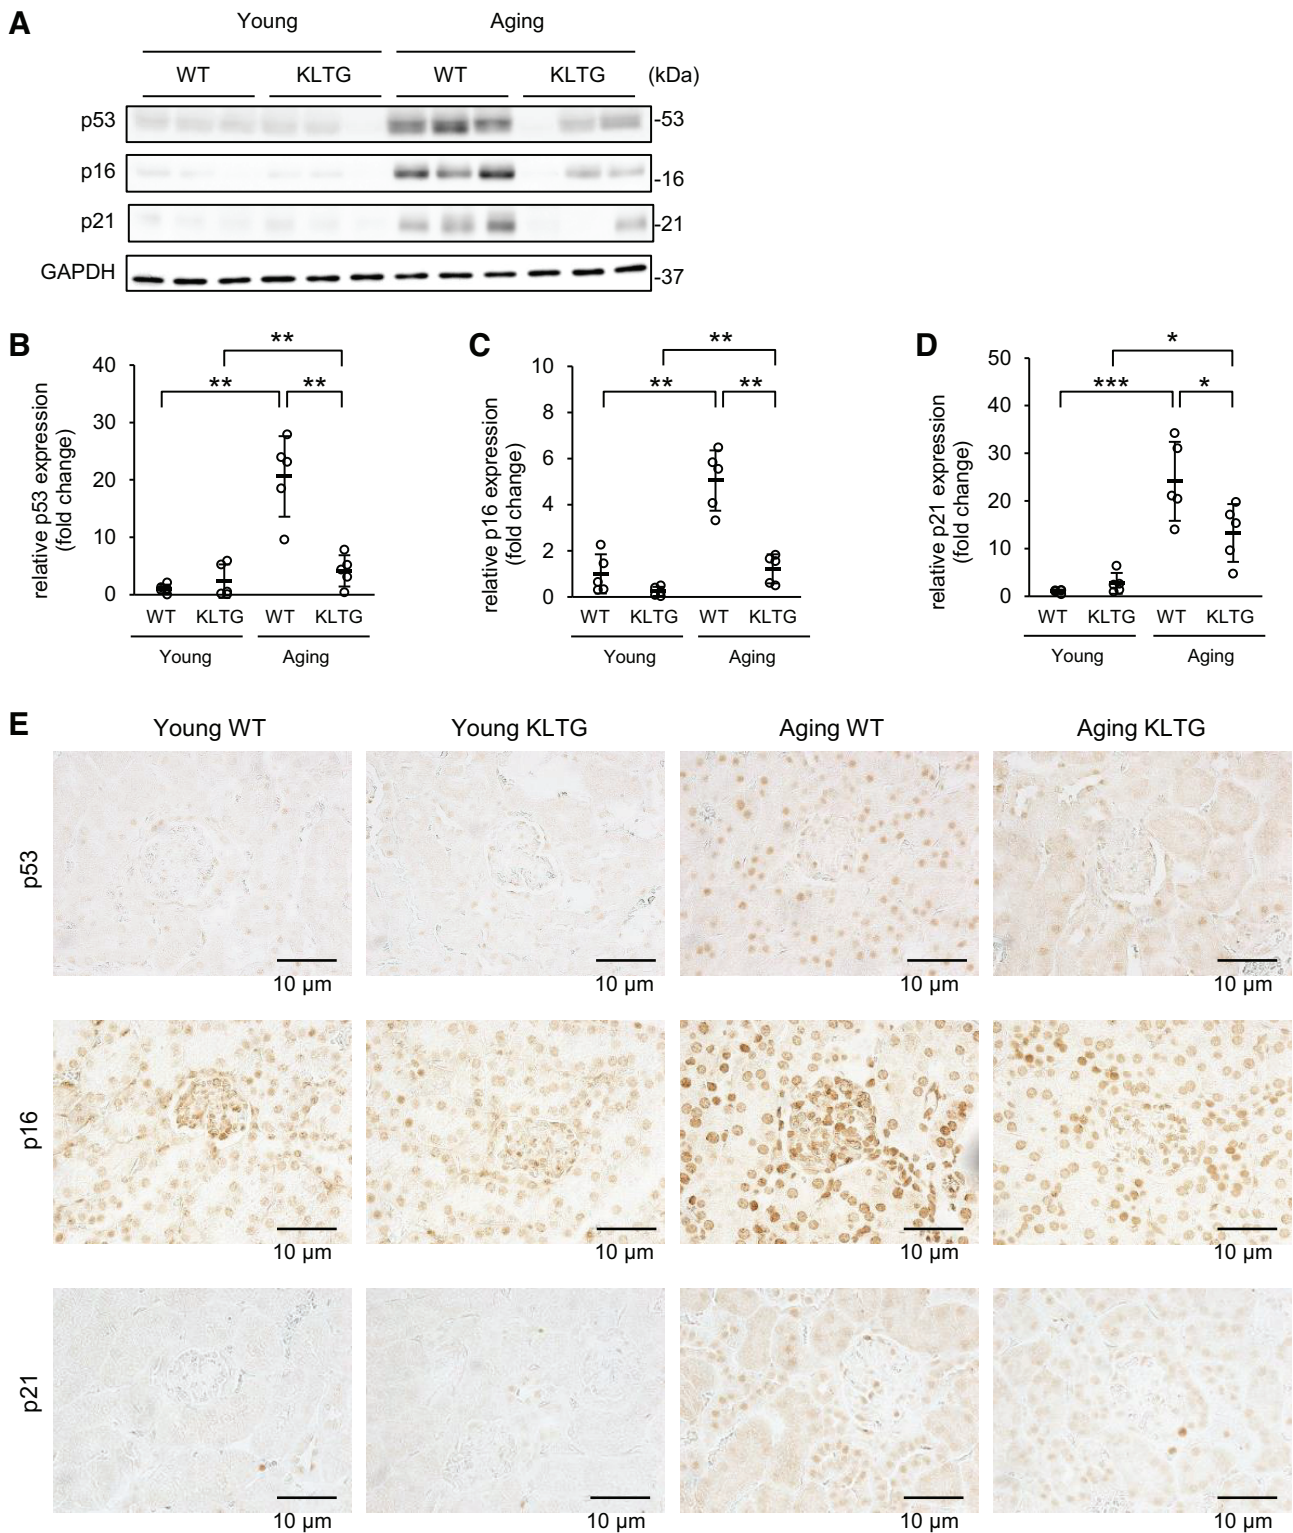 A
Young Aging
WT KLTG WT KLTG (kDa)
p53 -53
p16 -16
p21 -21
GAPDH -37
B
relative p53 expression
(fold change)
40
30
20
10
0
** ** **
WT KLTG WT KLTG
Young Aging
C
relative p16 expression
(fold change)
10
8
6
4
2
0
** ** **
WT KLTG WT KLTG
Young Aging
D
relative p21 expression
(fold change)
50
40
30
20
10
0
* *** *
WT KLTG WT KLTG
Young Aging
E
Young WT Young KLTG Aging WT Aging KLTG
p53
10 µm 10 µm 10 µm 10 µm
p16
10 µm 10 µm 10 µm 10 µm
p21
10 µm 10 µm 10 µm 10 µm